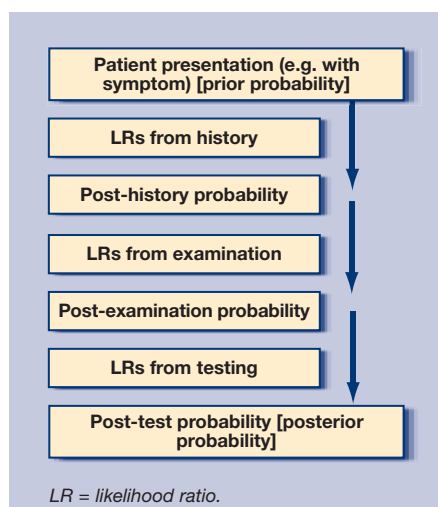 Patient presentation (e.g. with
symptom) [prior probability]
LRs from history
Post-history probability
LRs from examination
Post-examination probability
LRs from testing
Post-test probability [posterior
probability]
LR = likelihood ratio.